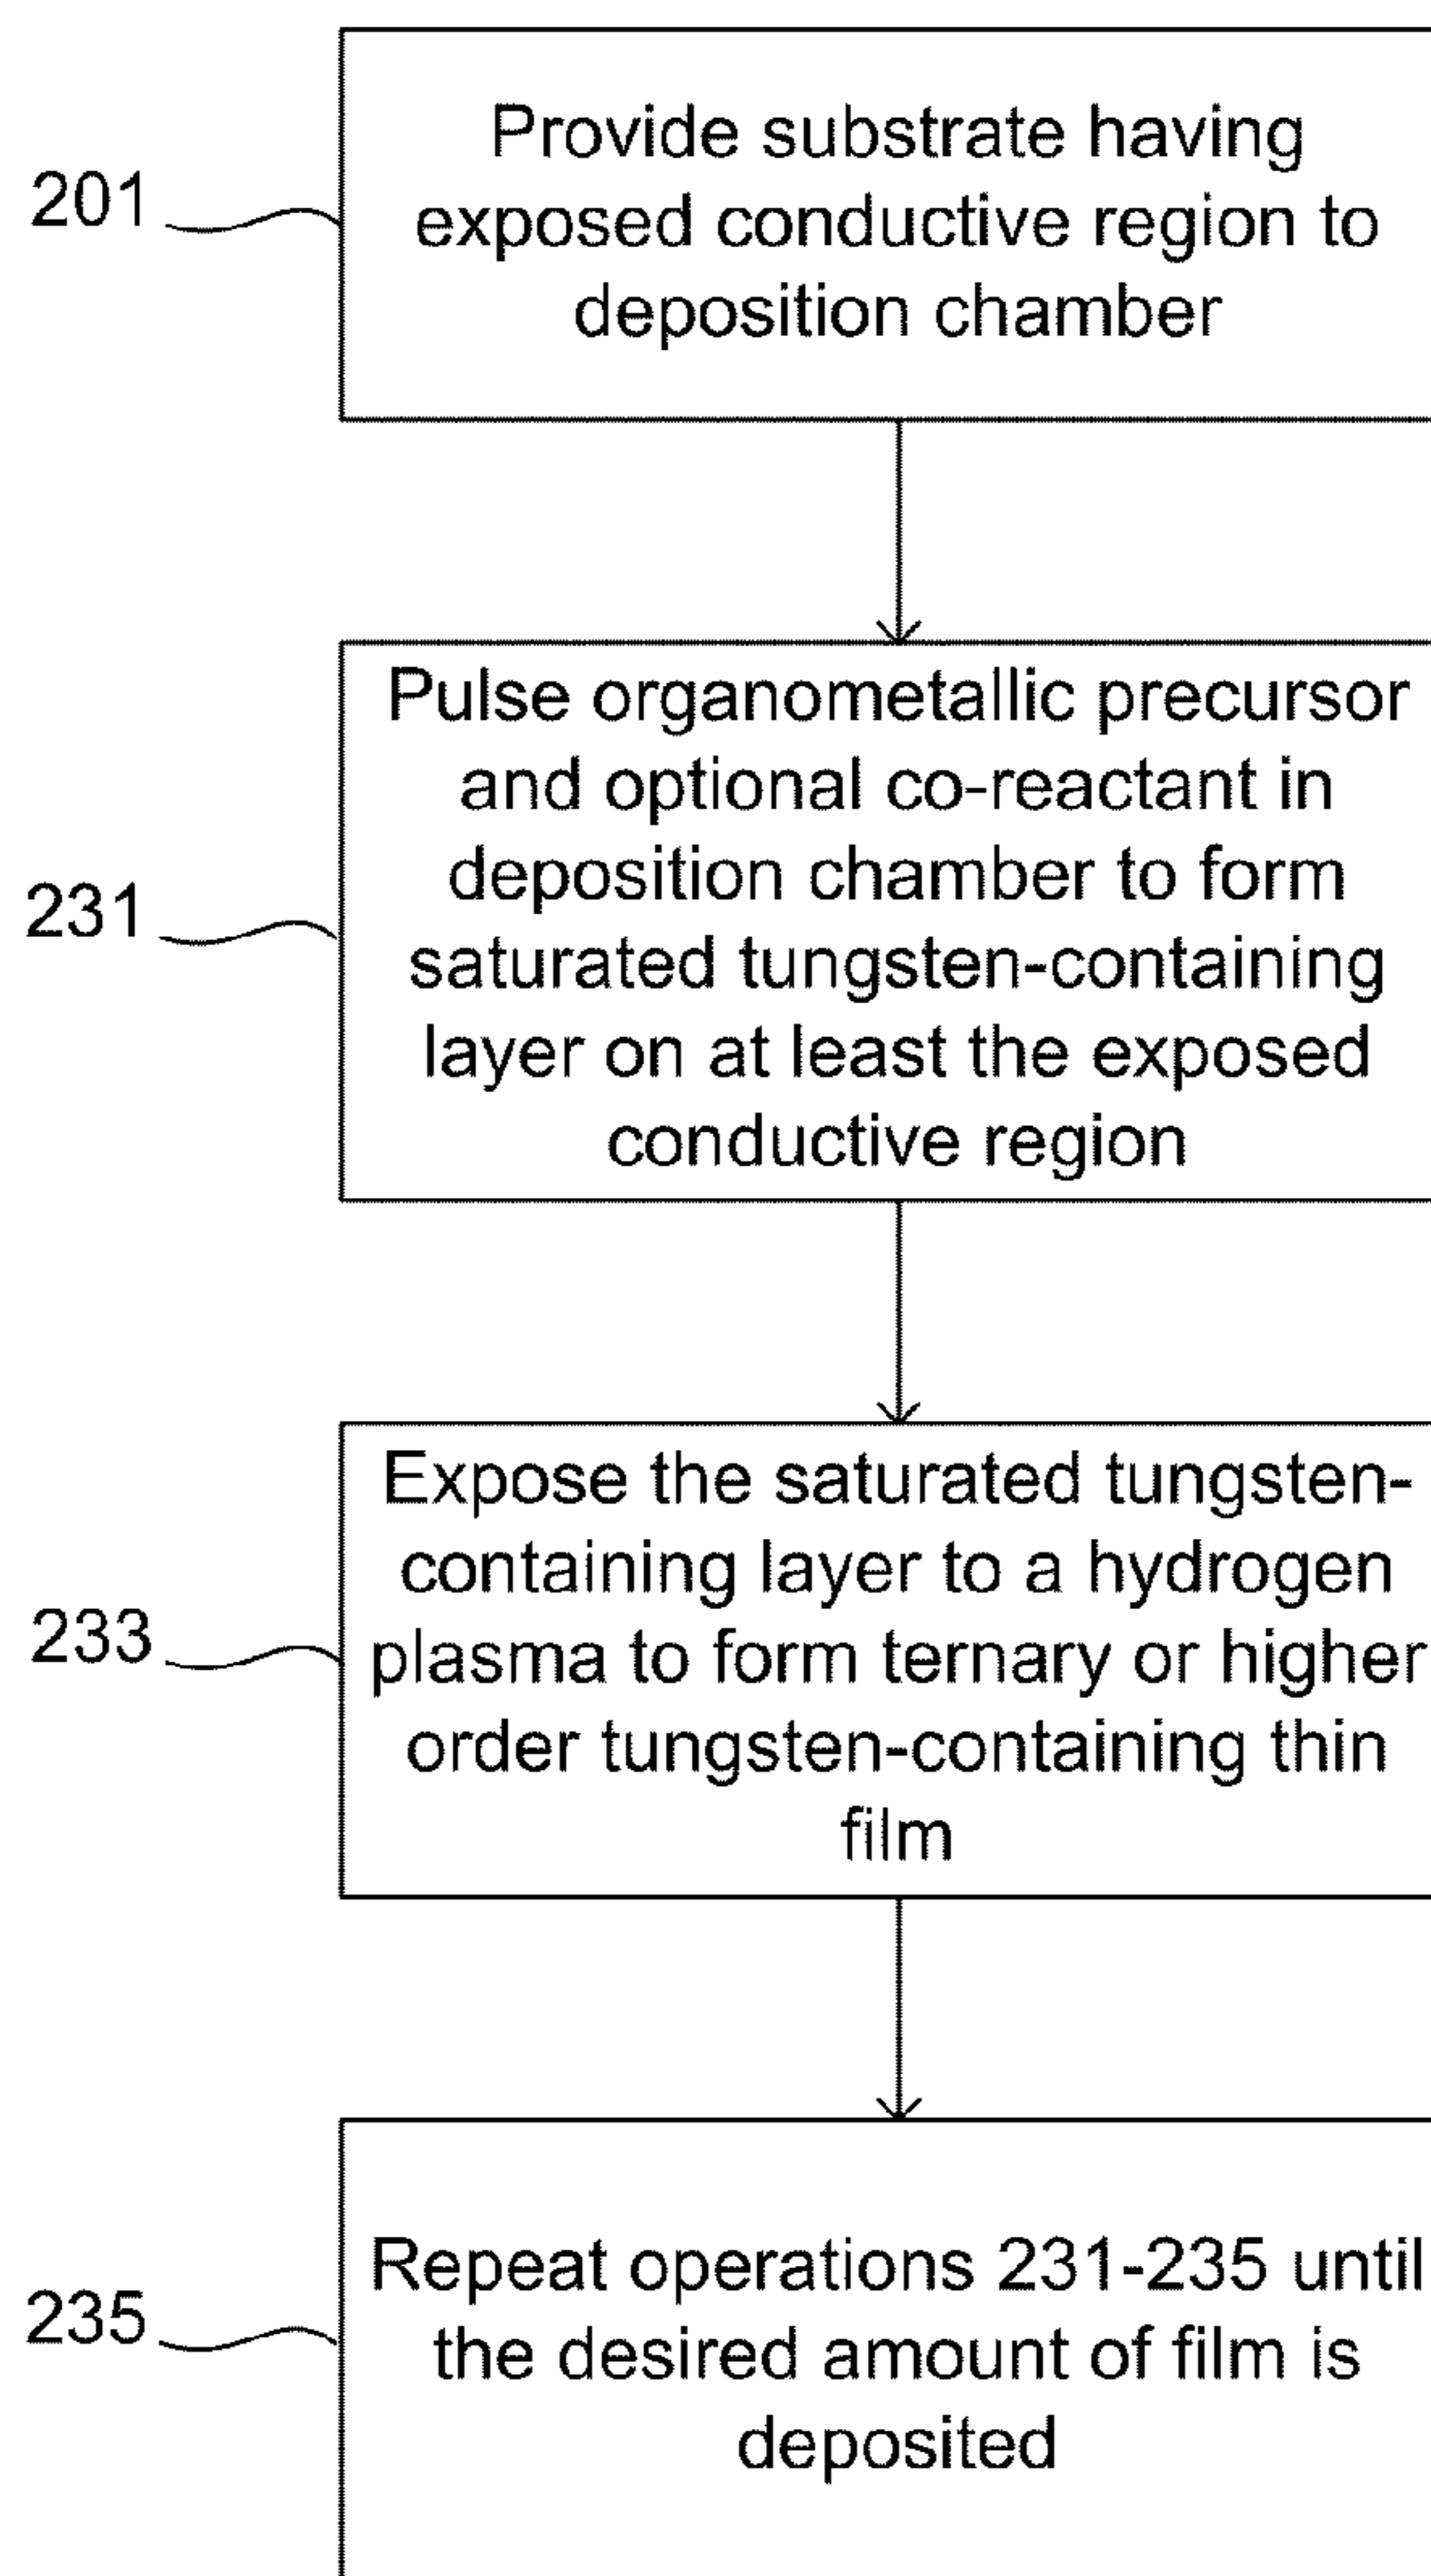 Provide substrate having
201
exposed conductive region to
deposition chamber
Pulse organometallic precursor
and optional co-reactant in
deposition chamber to form
231
saturated tungsten-containing
layer on at least the exposed
conductive region
Expose the saturated tungsten-
containing layer to a hydrogen
233
plasma to form ternary or higher
order tungsten-containing thin
film
Repeat operations 231-235 until
235
the desired amount of film is
deposited